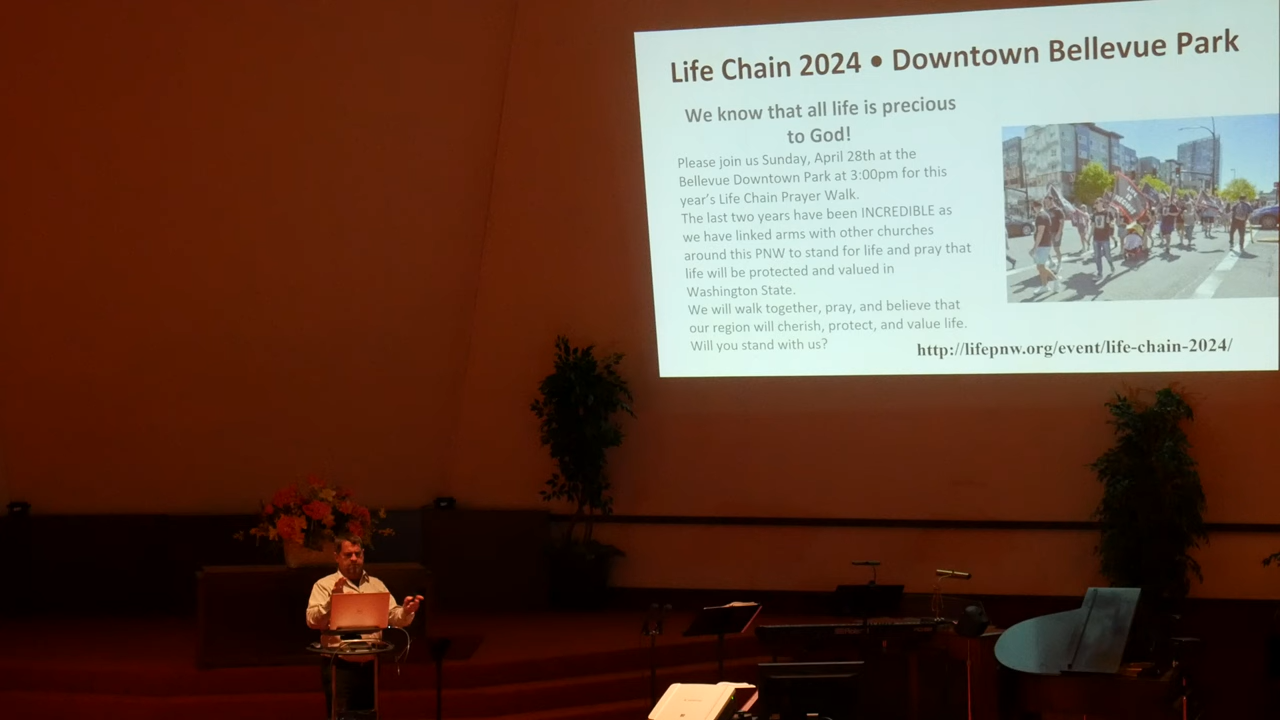 Life Chain 2024 • Downtown Bellevue Park
We know that all life is precious
to God!
Please join us Sunday, April 28th at the
Bellevue Downtown Park at 3:00pm for this
year's Life Chain Prayer Walk.
The last two years have been INCREDIBLE as
we have linked arms with other churches
around this PNW to stand for life and pray that
life will be protected and valued in
Washington State.
We will walk together, pray, and believe that
our region will cherish, protect, and value life.
Will you stand with us?
http://lifepnw.org/event/life-chain-2024/